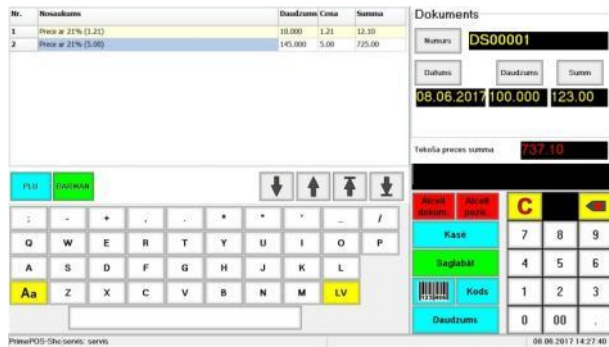 Nr. Nosaukums Daudzums Cena Summa
1 Prece ar 21% (1.21) 10.000 1.21 12.10
2 Prece ar 21% (5.00) 145.000 5.00 725.00
Dokuments
Numurs DS00001
Datums Daudzums Summ
08.06.2017 100.000 123.00
Tekoša preces summa 737.10
PLU BARMAN
Atcelt dokum. Atcelt pozīc.
C
Kasē 7 8 9
Saglabāt 4 5 6
123456 Kods 1 2 3
Daudzums 0 00 .
; - + , . * " ' _ /
Q W E R T Y U I O P
A S D F G H J K L
Aa Z X C V B N M LV
PrimePOS-Sho:servis: servis 08.06.2017 14:27:40